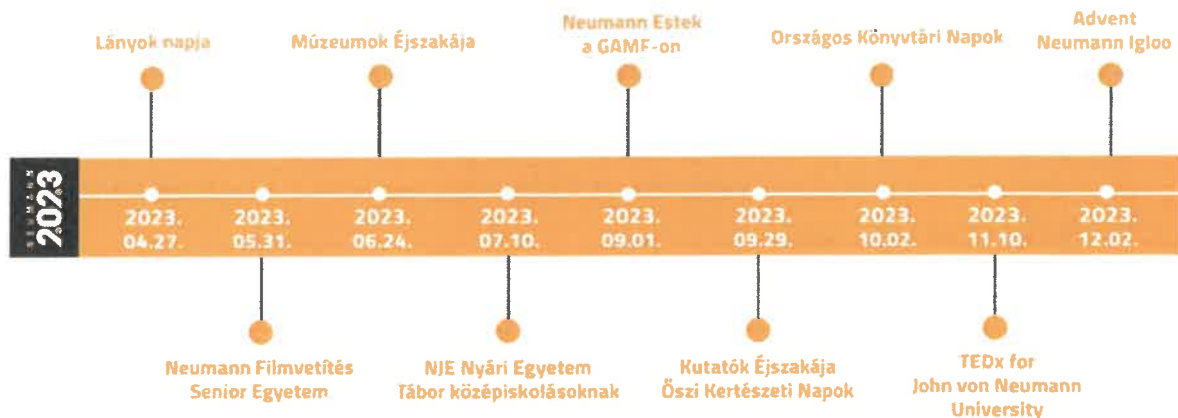 Lányok napja
Múzeumok Éjszakája
Neumann Estek
a GAMF-on
Országos Könyvtári Napok
Advent
Neumann Igloo
NEUMANN
2023
2023.
04.27.
2023.
05.31.
2023.
06.24.
2023.
07.10.
2023.
09.01.
2023.
09.29.
2023.
10.02.
2023.
11.10.
2023.
12.02.
Neumann Filmvetítés
Senior Egyetem
NJE Nyári Egyetem
Tábor középiskolásoknak
Kutatók Éjszakája
Őszi Kertészeti Napok
TEDx for
John von Neumann
University